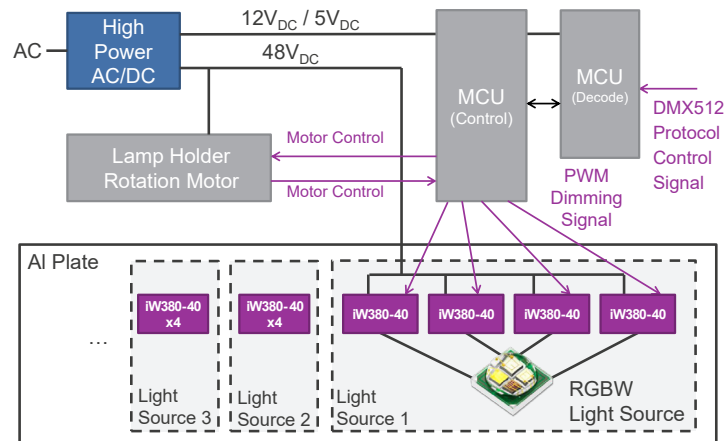 High
Power
AC/DC
AC
12VDC / 5VDC
48VDC
MCU
(Control)
MCU
(Decode)
DMX512
Protocol
Control
Signal
Lamp Holder
Rotation Motor
Motor Control
Motor Control
PWM
Dimming
Signal
Al Plate
iW380-40
x4
iW380-40
x4
iW380-40
iW380-40
iW380-40
iW380-40
...
Light
Source 3
Light
Source 2
Light
Source 1
RGBW
Light Source